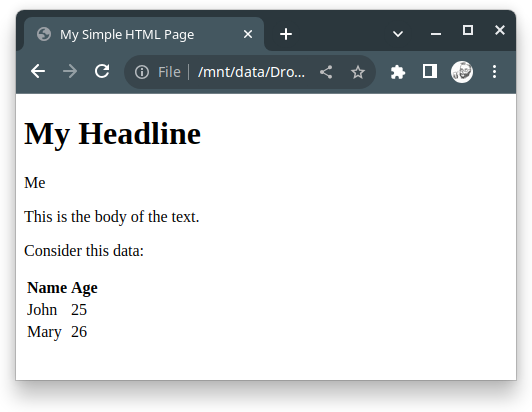 My Simple HTML Page
File /mnt/data/Dro...
My Headline
Me
This is the body of the text.
Consider this data:
Name Age
John 25
Mary 26